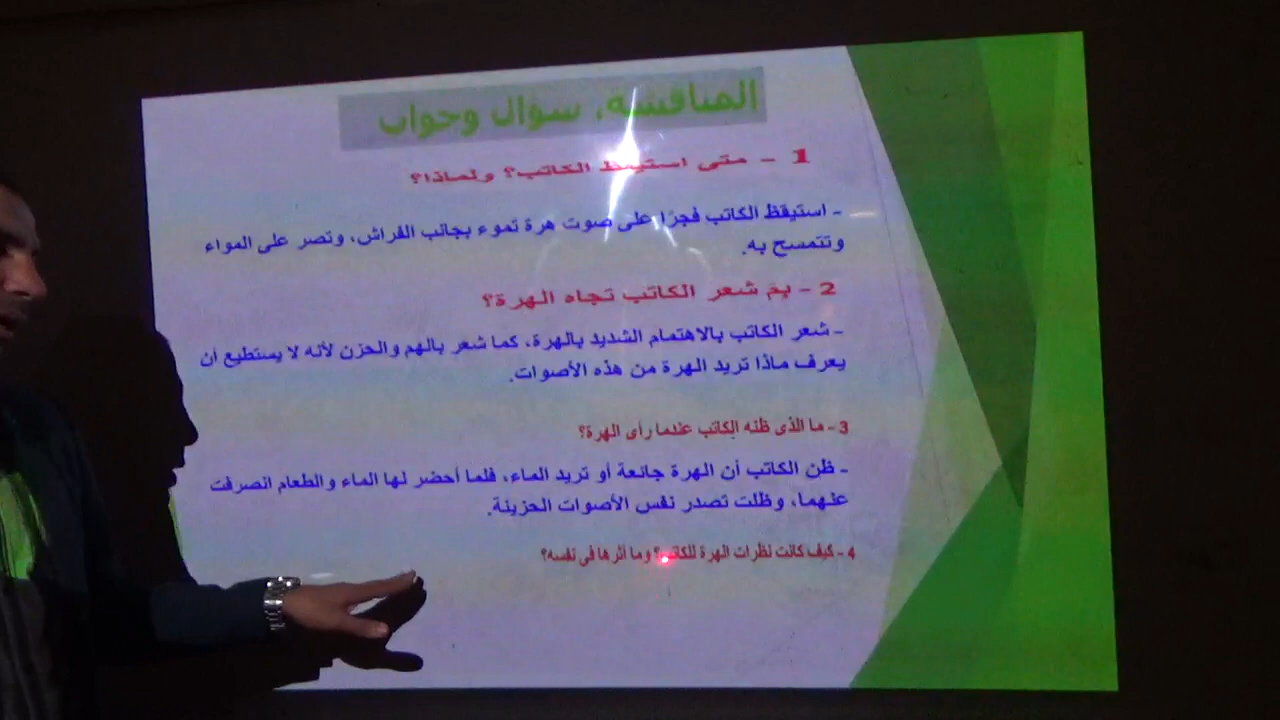 المناقشة، سؤال وجواب
1 - متى استيقظ الكاتب؟ ولماذا؟
- استيقظ الكاتب فجرًا على صوت هرة تموء بجانب الفراش، وتصر على المواء
وتتمسح به.
2 - بمَ شعر الكاتب تجاه الهرة؟
- شعر الكاتب بالاهتمام الشديد بالهرة، كما شعر بالهم والحزن لأنه لا يستطيع أن
يعرف ماذا تريد الهرة من هذه الأصوات.
3 - ما الذى ظنه الكاتب عندما رأى الهرة؟
- ظن الكاتب أن الهرة جائعة أو تريد الماء، فلما أحضر لها الماء والطعام انصرفت
عنهما، وظلت تصدر نفس الأصوات الحزينة.
4 - كيف كانت نظرات الهرة للكاتب؟ وما أثرها فى نفسه؟